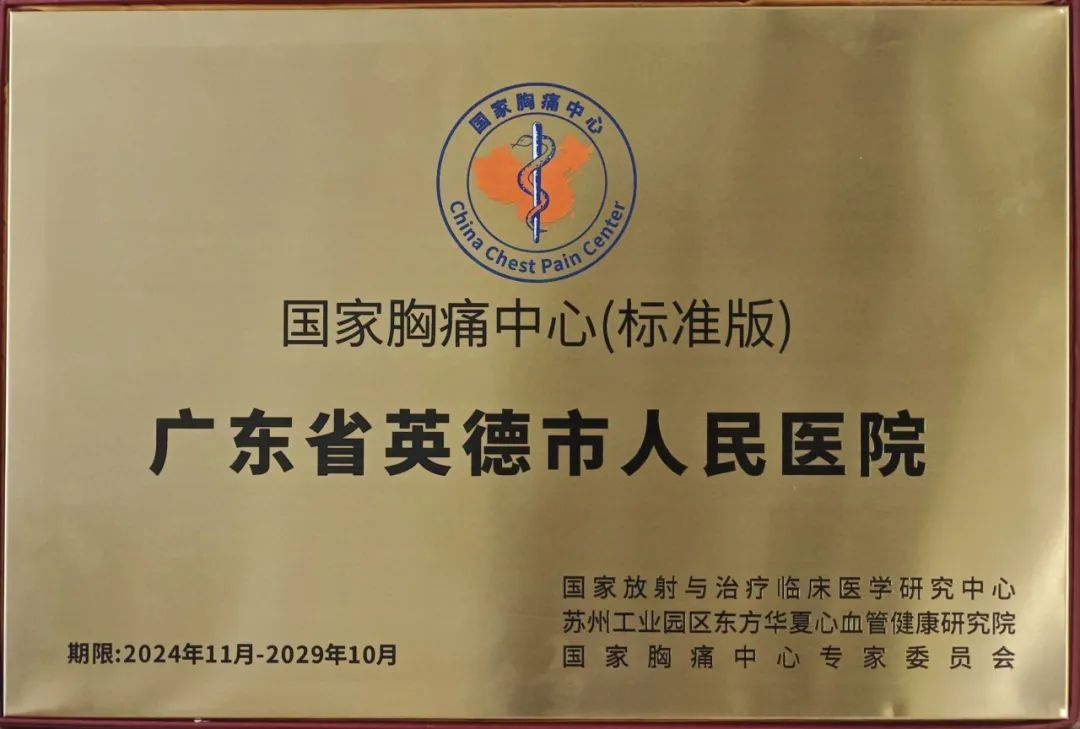 国家胸痛中心
China Chest Pain Center
国家胸痛中心(标准版)
广东省英德市人民医院
国家放射与治疗临床医学研究中心
苏州工业园区东方华夏心血管健康研究院
国家胸痛中心专家委员会
期限:2024年11月-2029年10月